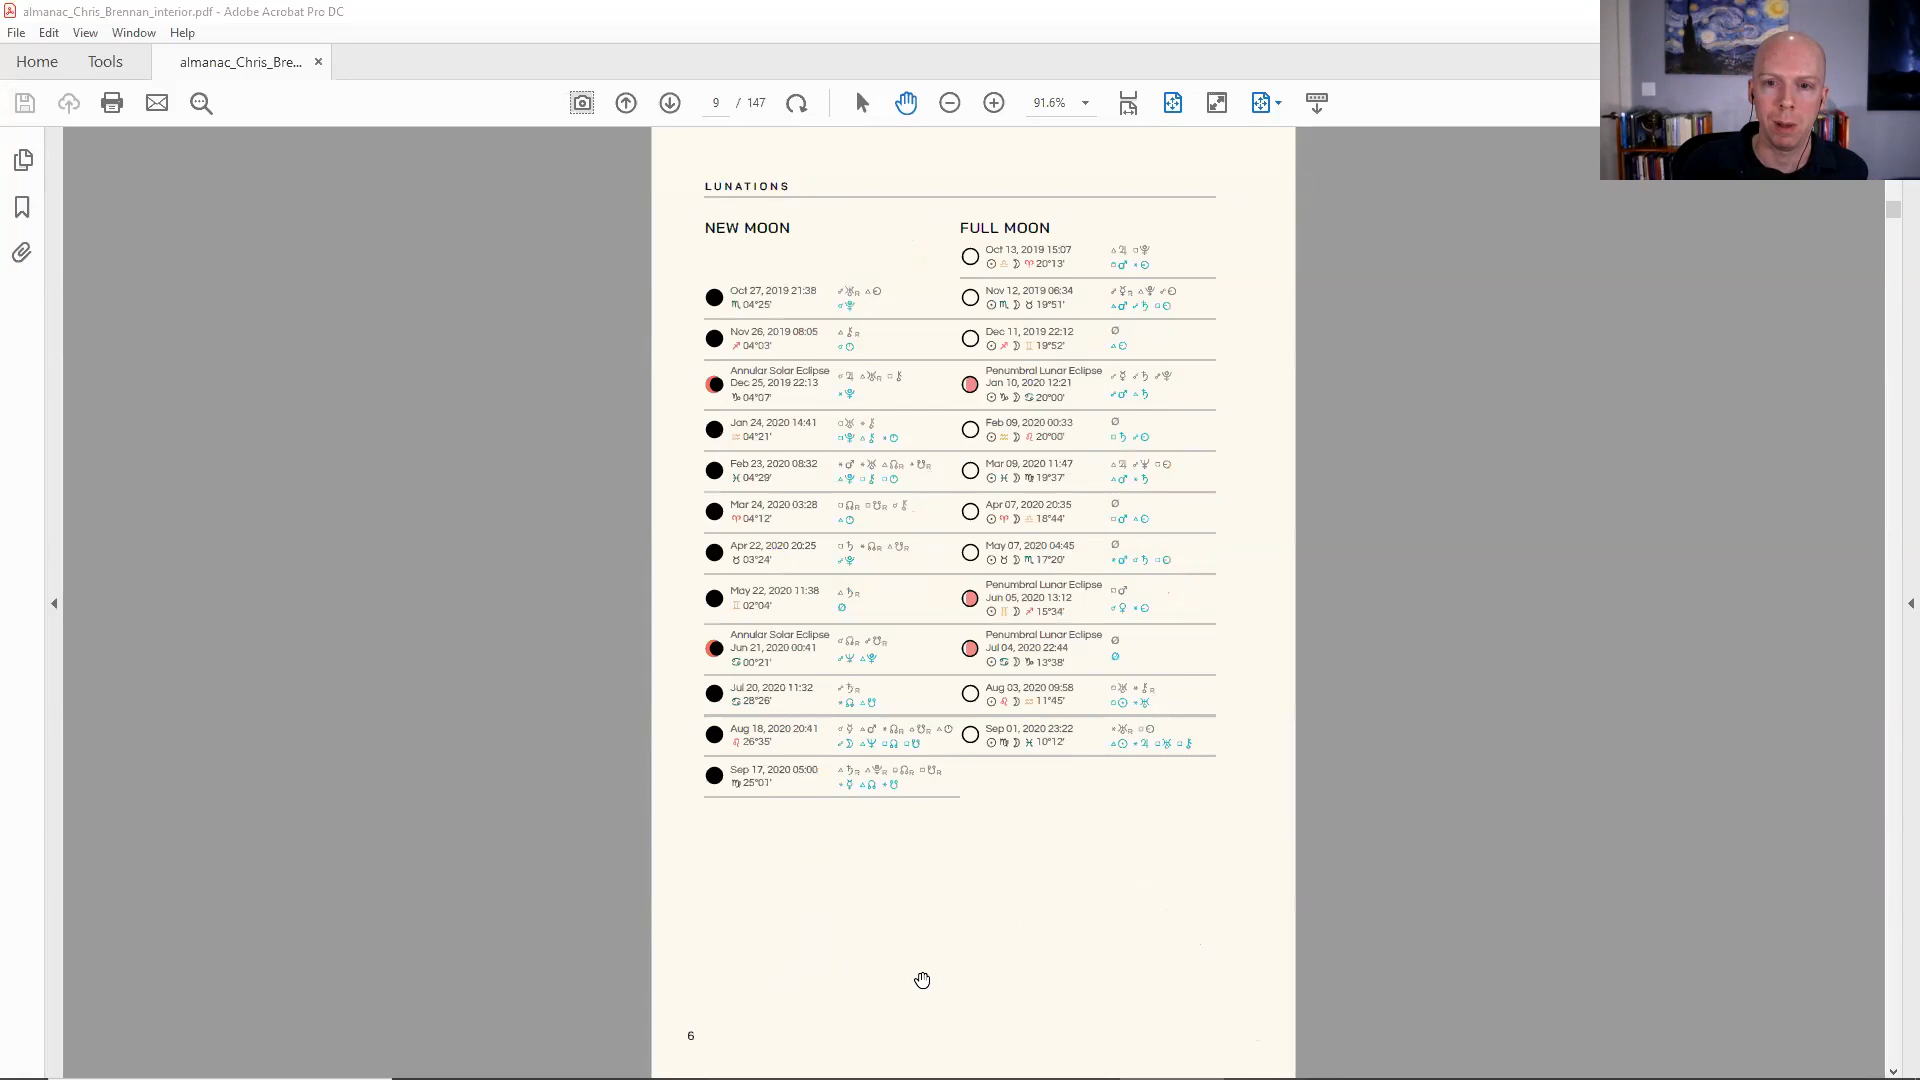 almanac_Chris_Brennan_interior.pdf - Adobe Acrobat Pro DC
File Edit View Window Help
Home Tools almanac_Chris_Bre... ×
9 / 147 91.6%
LUNATIONS
NEW MOON
FULL MOON
Oct 13, 2019 15:07
☉ ♎ ☽ ♈ 20°13'
Oct 27, 2019 21:38
♏ 04°25'
Nov 12, 2019 06:34
☉ ♏ ☽ ♉ 19°51'
Nov 26, 2019 08:05
♐ 04°03'
Dec 11, 2019 22:12
☉ ♐ ☽ ♊ 19°52'
Annular Solar Eclipse
Dec 25, 2019 22:13
♑ 04°07'
Penumbral Lunar Eclipse
Jan 10, 2020 12:21
☉ ♑ ☽ ♋ 20°00'
Jan 24, 2020 14:41
♒ 04°21'
Feb 09, 2020 00:33
☉ ♒ ☽ ♌ 20°00'
Feb 23, 2020 08:32
♓ 04°29'
Mar 09, 2020 11:47
☉ ♓ ☽ ♍ 19°37'
Mar 24, 2020 03:28
♈ 04°12'
Apr 07, 2020 20:35
☉ ♈ ☽ ♎ 18°44'
Apr 22, 2020 20:25
♉ 03°24'
May 07, 2020 04:45
☉ ♉ ☽ ♏ 17°20'
May 22, 2020 11:38
♊ 02°04'
Penumbral Lunar Eclipse
Jun 05, 2020 13:12
☉ ♊ ☽ ♐ 15°34'
Annular Solar Eclipse
Jun 21, 2020 00:41
♋ 00°21'
Penumbral Lunar Eclipse
Jul 04, 2020 22:44
☉ ♋ ☽ ♑ 13°38'
Jul 20, 2020 11:32
♋ 28°26'
Aug 03, 2020 09:58
☉ ♌ ☽ ♒ 11°45'
Aug 18, 2020 20:41
♌ 26°35'
Sep 01, 2020 23:22
☉ ♍ ☽ ♓ 10°12'
Sep 17, 2020 05:00
♍ 25°01'
6